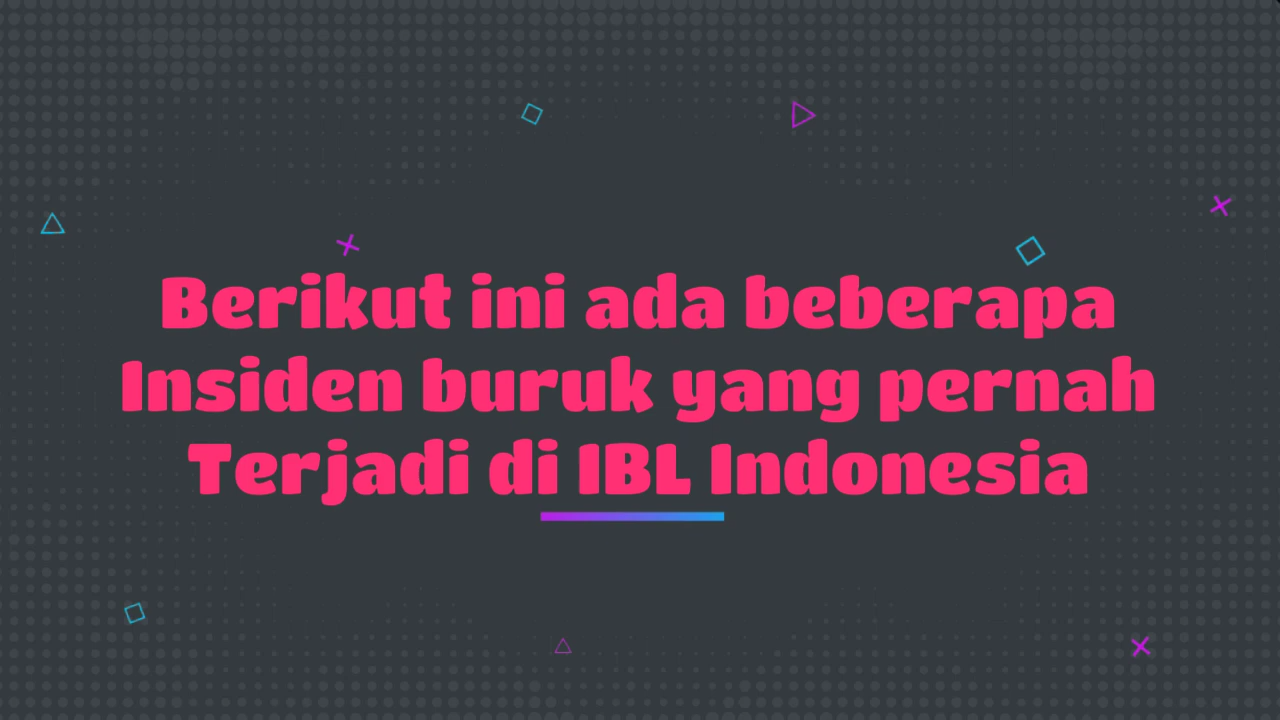 Berikut ini ada beberapa
Insiden buruk yang pernah
Terjadi di IBL Indonesia